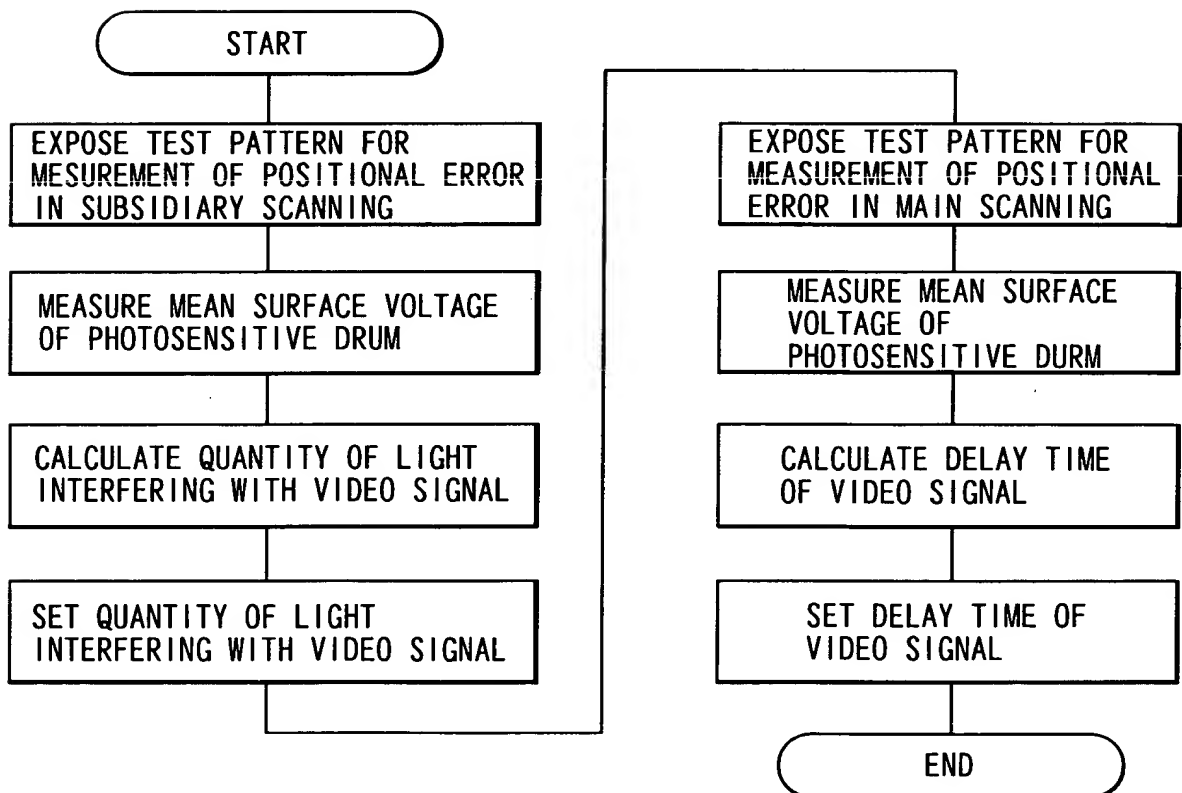 START
EXPOSE TEST PATTERN FOR
MESUREMENT OF POSITIONAL ERROR
IN SUBSIDIARY SCANNING
MEASURE MEAN SURFACE VOLTAGE
OF PHOTOSENSITIVE DRUM
CALCULATE QUANTITY OF LIGHT
INTERFERING WITH VIDEO SIGNAL
SET QUANTITY OF LIGHT
INTERFERING WITH VIDEO SIGNAL
EXPOSE TEST PATTERN FOR
MEASUREMENT OF POSITIONAL
ERROR IN MAIN SCANNING
MEASURE MEAN SURFACE
VOLTAGE OF
PHOTOSENSITIVE DURM
CALCULATE DELAY TIME
OF VIDEO SIGNAL
SET DELAY TIME OF
VIDEO SIGNAL
END